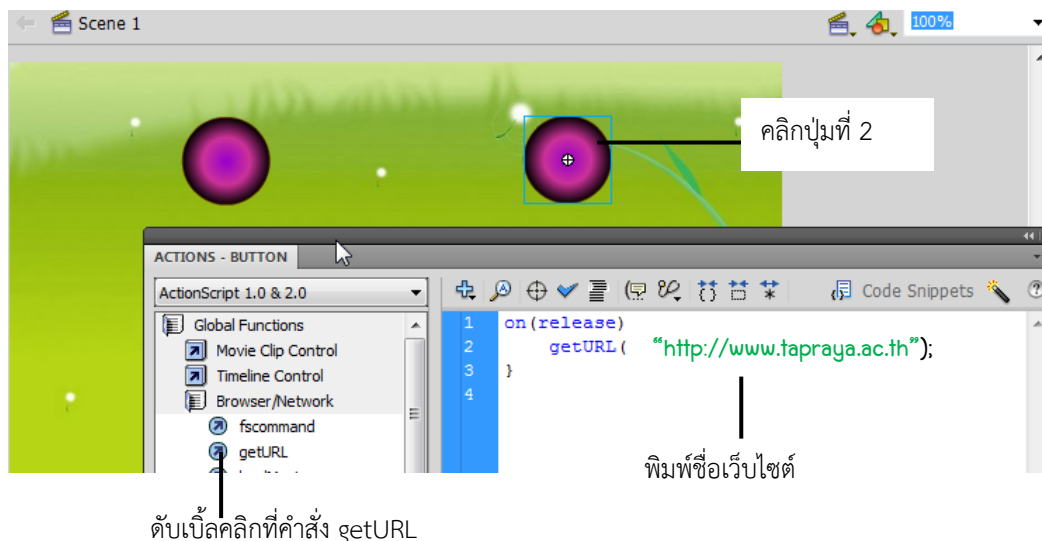 Scene 1
100%
คลิกปุ่มที่ 2
ACTIONS - BUTTON
ActionScript 1.0 & 2.0
Code Snippets
Global Functions
Movie Clip Control
Timeline Control
Browser/Network
fscommand
getURL
1 on(release)
2 getURL( “http://www.tapraya.ac.th”);
3 }
4
พิมพ์ชื่อเว็บไซต์
ดับเบิ้ลคลิกที่คำสั่ง getURL